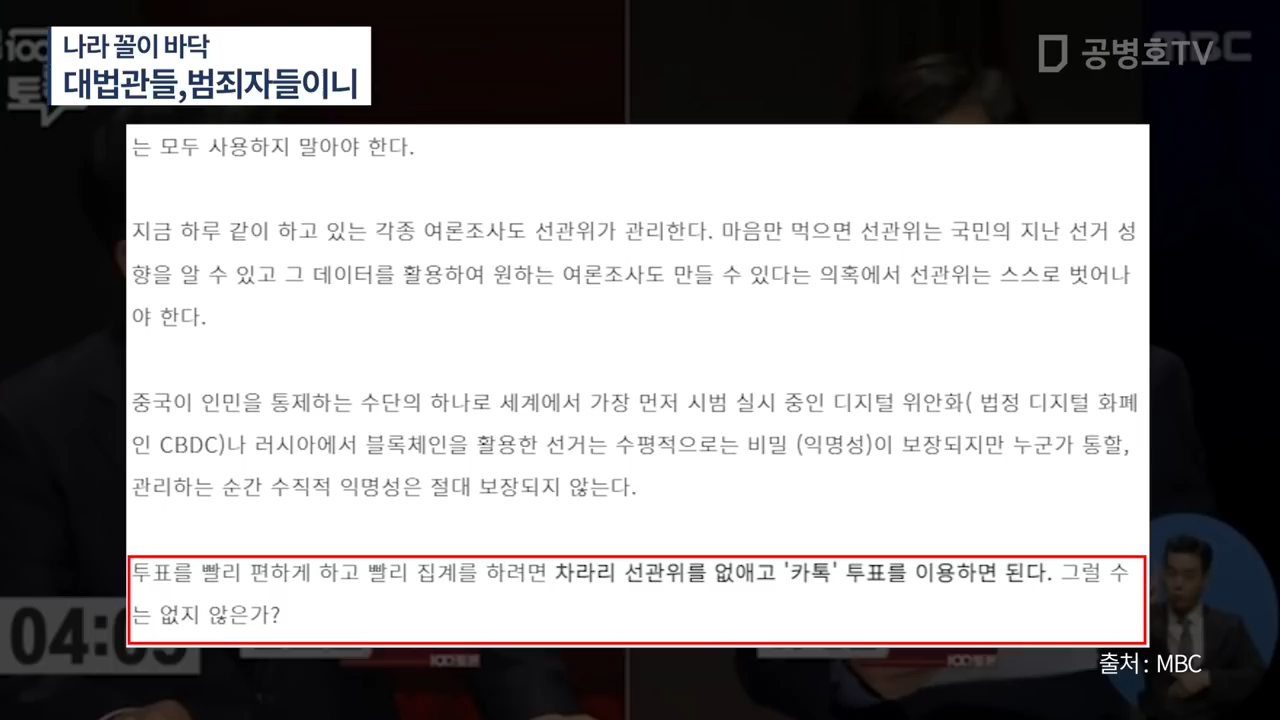 나라 꼴이 바닥
대법관들,범죄자들이니
공병호TV
MBC
100
토
는 모두 사용하지 말아야 한다.
지금 하루 같이 하고 있는 각종 여론조사도 선관위가 관리한다. 마음만 먹으면 선관위는 국민의 지난 선거 성
향을 알 수 있고 그 데이터를 활용하여 원하는 여론조사도 만들 수 있다는 의혹에서 선관위는 스스로 벗어나
야 한다.
중국이 인민을 통제하는 수단의 하나로 세계에서 가장 먼저 시범 실시 중인 디지털 위안화( 법정 디지털 화폐
인 CBDC)나 러시아에서 블록체인을 활용한 선거는 수평적으로는 비밀 (익명성)이 보장되지만 누군가 통할,
관리하는 순간 수직적 익명성은 절대 보장되지 않는다.
투표를 빨리 편하게 하고 빨리 집계를 하려면 차라리 선관위를 없애고 '카톡' 투표를 이용하면 된다. 그럴 수
는 없지 않은가?
출처: MBC